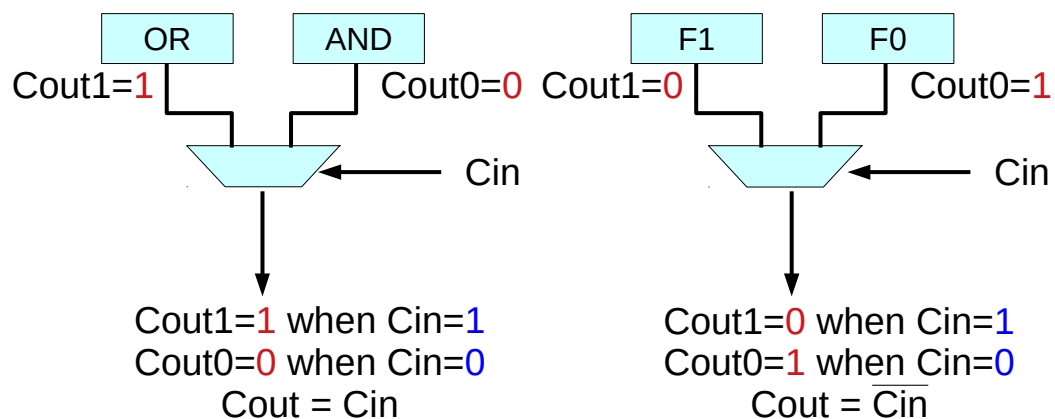 OR AND
Cout1=1 Cout0=0
Cin
Cout1=1 when Cin=1
Cout0=0 when Cin=0
Cout = Cin
F1 F0
Cout1=0 Cout0=1
Cin
Cout1=0 when Cin=1
Cout0=1 when Cin=0
Cout = C̅i̅n̅